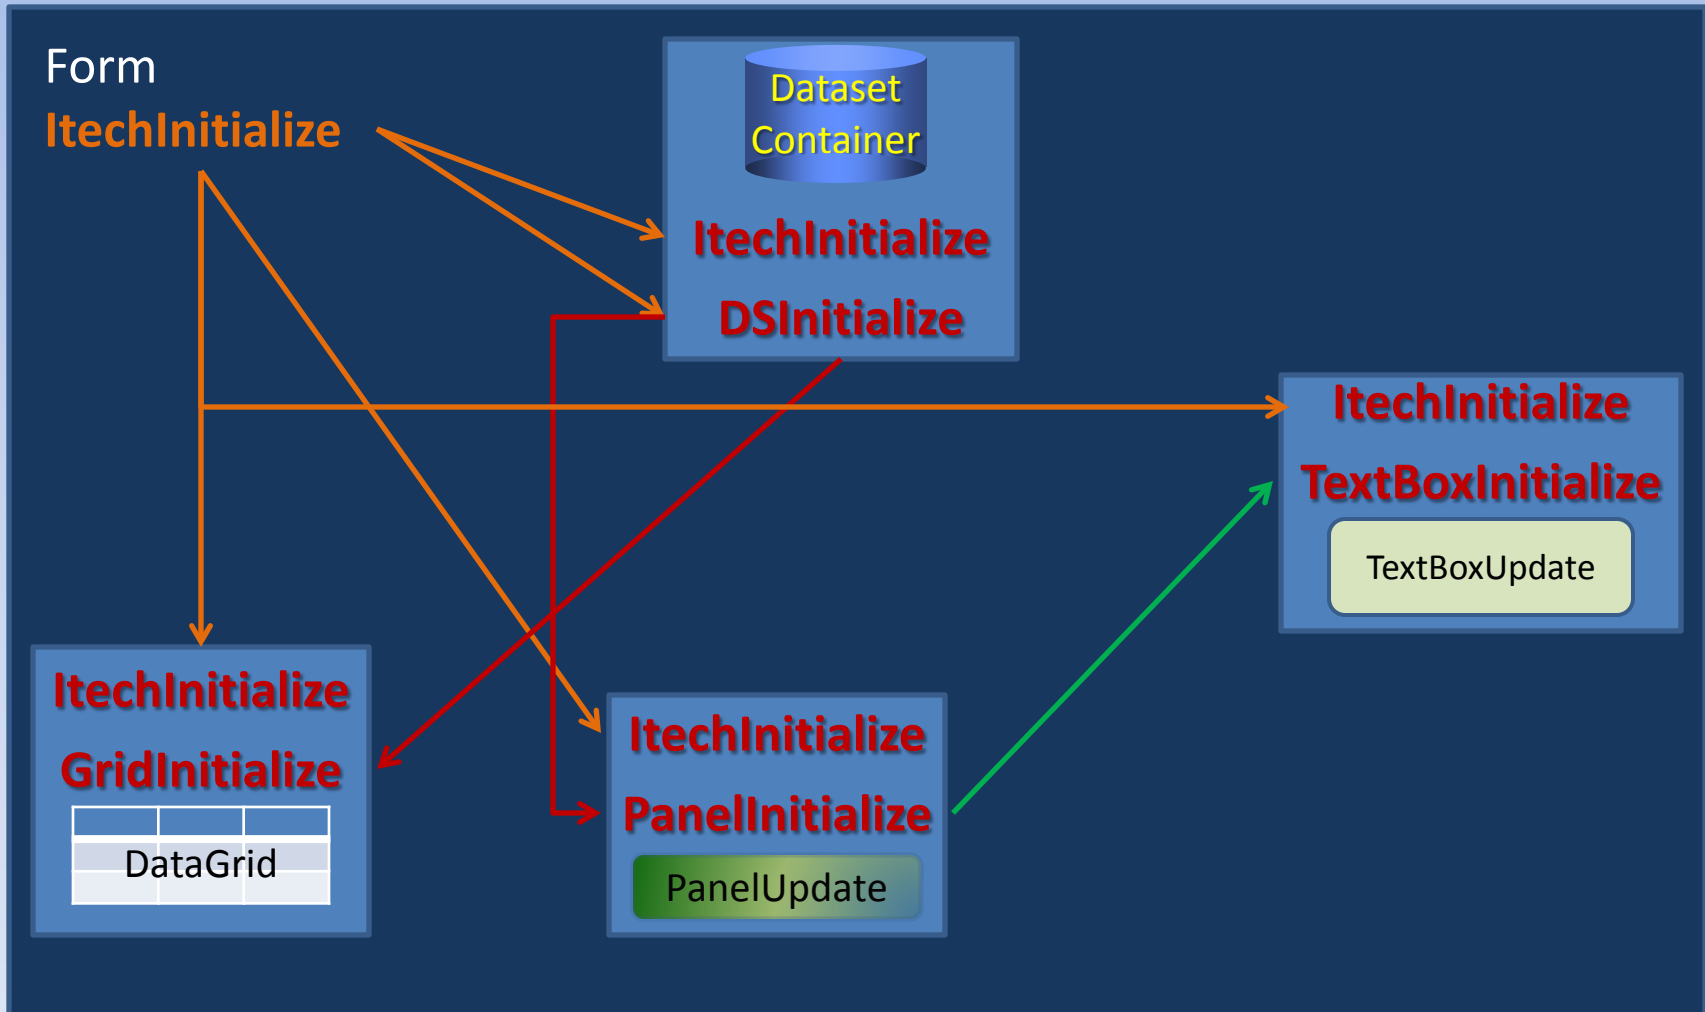 Form
ItechInitialize
Dataset
Container
ItechInitialize
DSInitialize
ItechInitialize
TextBoxInitialize
TextBoxUpdate
ItechInitialize
GridInitialize
DataGrid
ItechInitialize
PanelInitialize
PanelUpdate